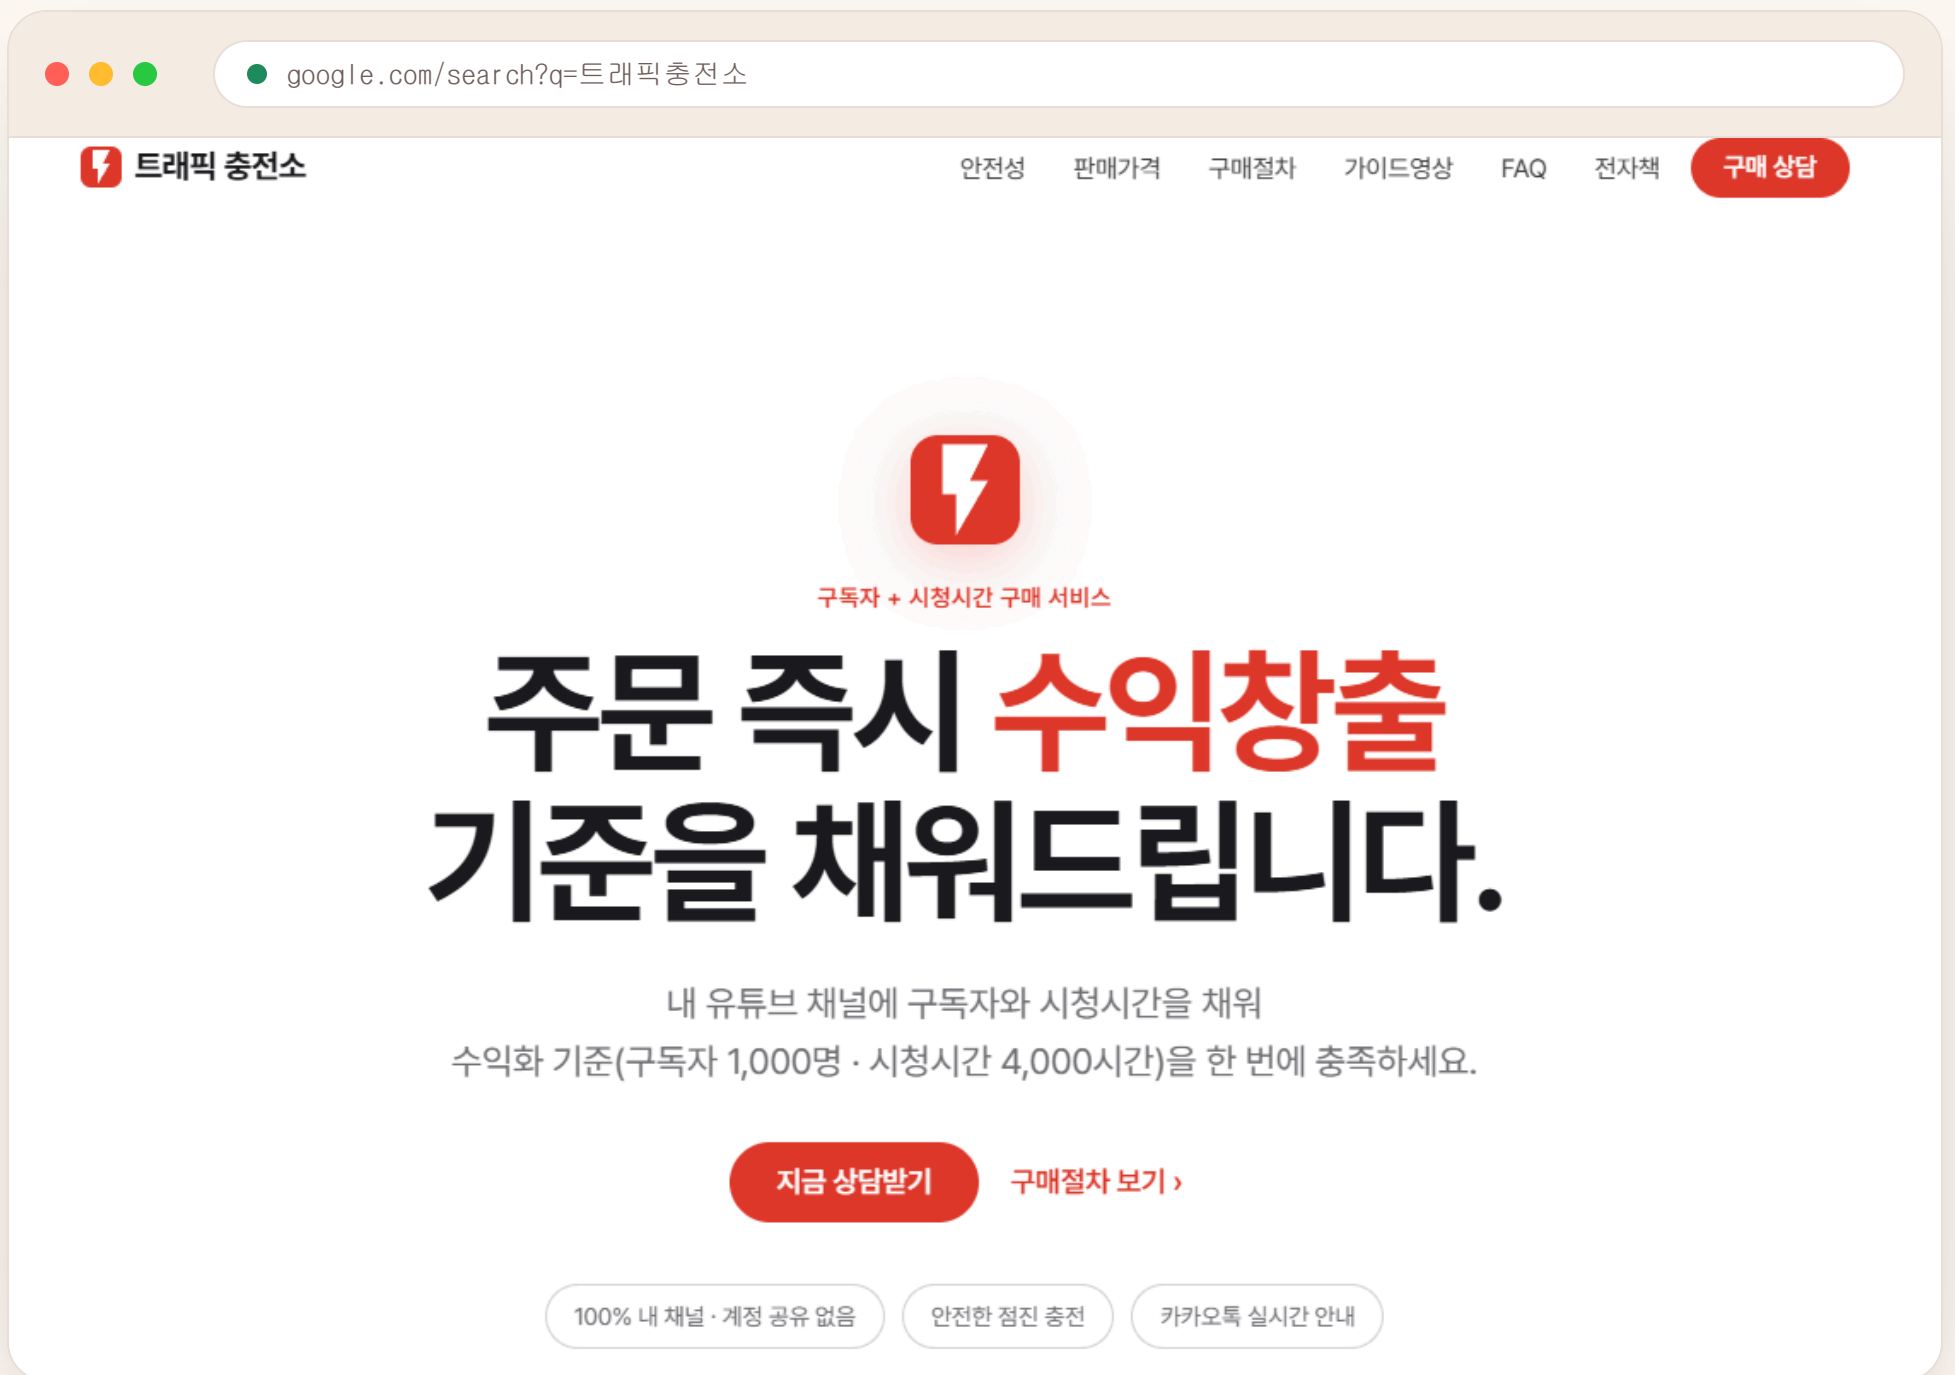 google.com/search?q=트래픽충전소
트래픽 충전소
안전성 판매가격 구매절차 가이드영상 FAQ 전자책 구매 상담
구독자 + 시청시간 구매 서비스
주문 즉시 수익창출
기준을 채워드립니다.
내 유튜브 채널에 구독자와 시청시간을 채워
수익화 기준(구독자 1,000명 · 시청시간 4,000시간)을 한 번에 충족하세요.
지금 상담받기 구매절차 보기 ›
100% 내 채널 · 계정 공유 없음 안전한 점진 충전 카카오톡 실시간 안내